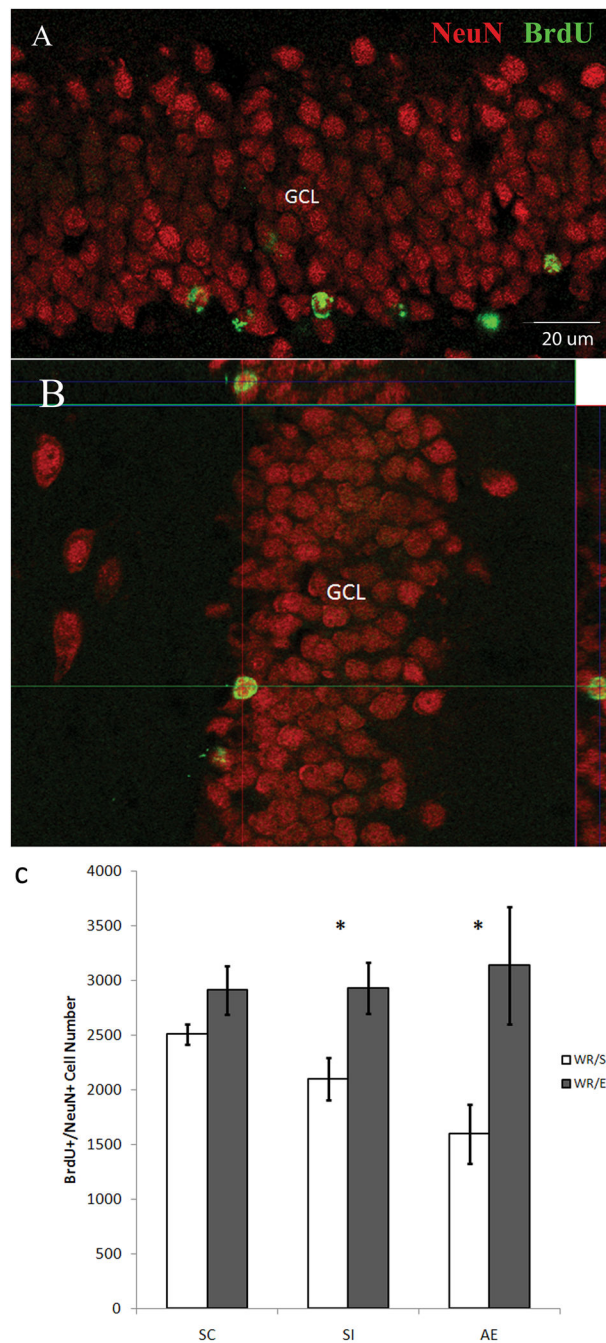 A
NeuN BrdU
GCL
20 um
B
GCL
C
4000
3500
3000
2500
2000
1500
1000
500
0
BrdU+/NeuN+ Cell Number
* *
WR/S
WR/E
SC SI AE